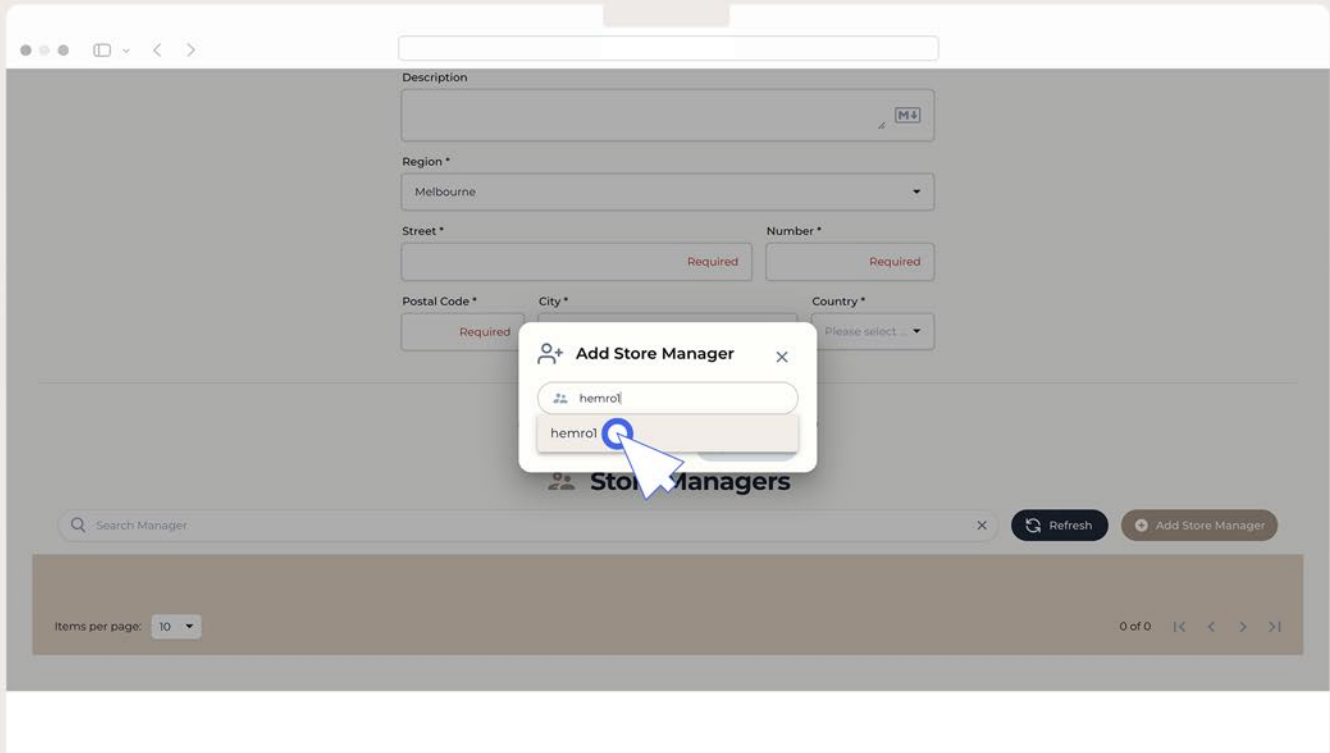 Description
M
Region *
Melbourne
Street *
Number *
Required
Required
Postal Code *
City *
Country *
Required
Please select ...
Add Store Manager
hemro1
hemro1
Managers
Search Manager
Refresh
Add Store Manager
Items per page:
10
0 of 0